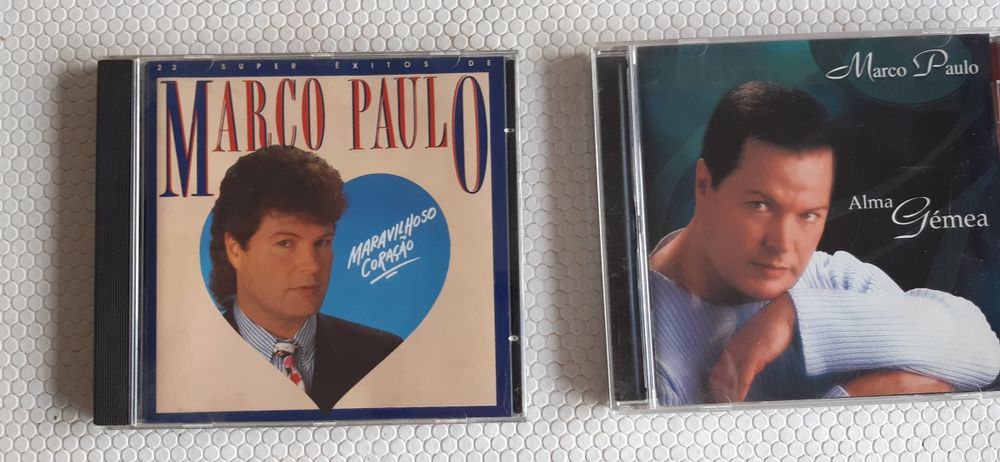 22 SUPER ÊXITOS DE
MARCO PAULO
MARAVILHOSO
CORAÇÃO
Marco Paulo
Alma
Gémea